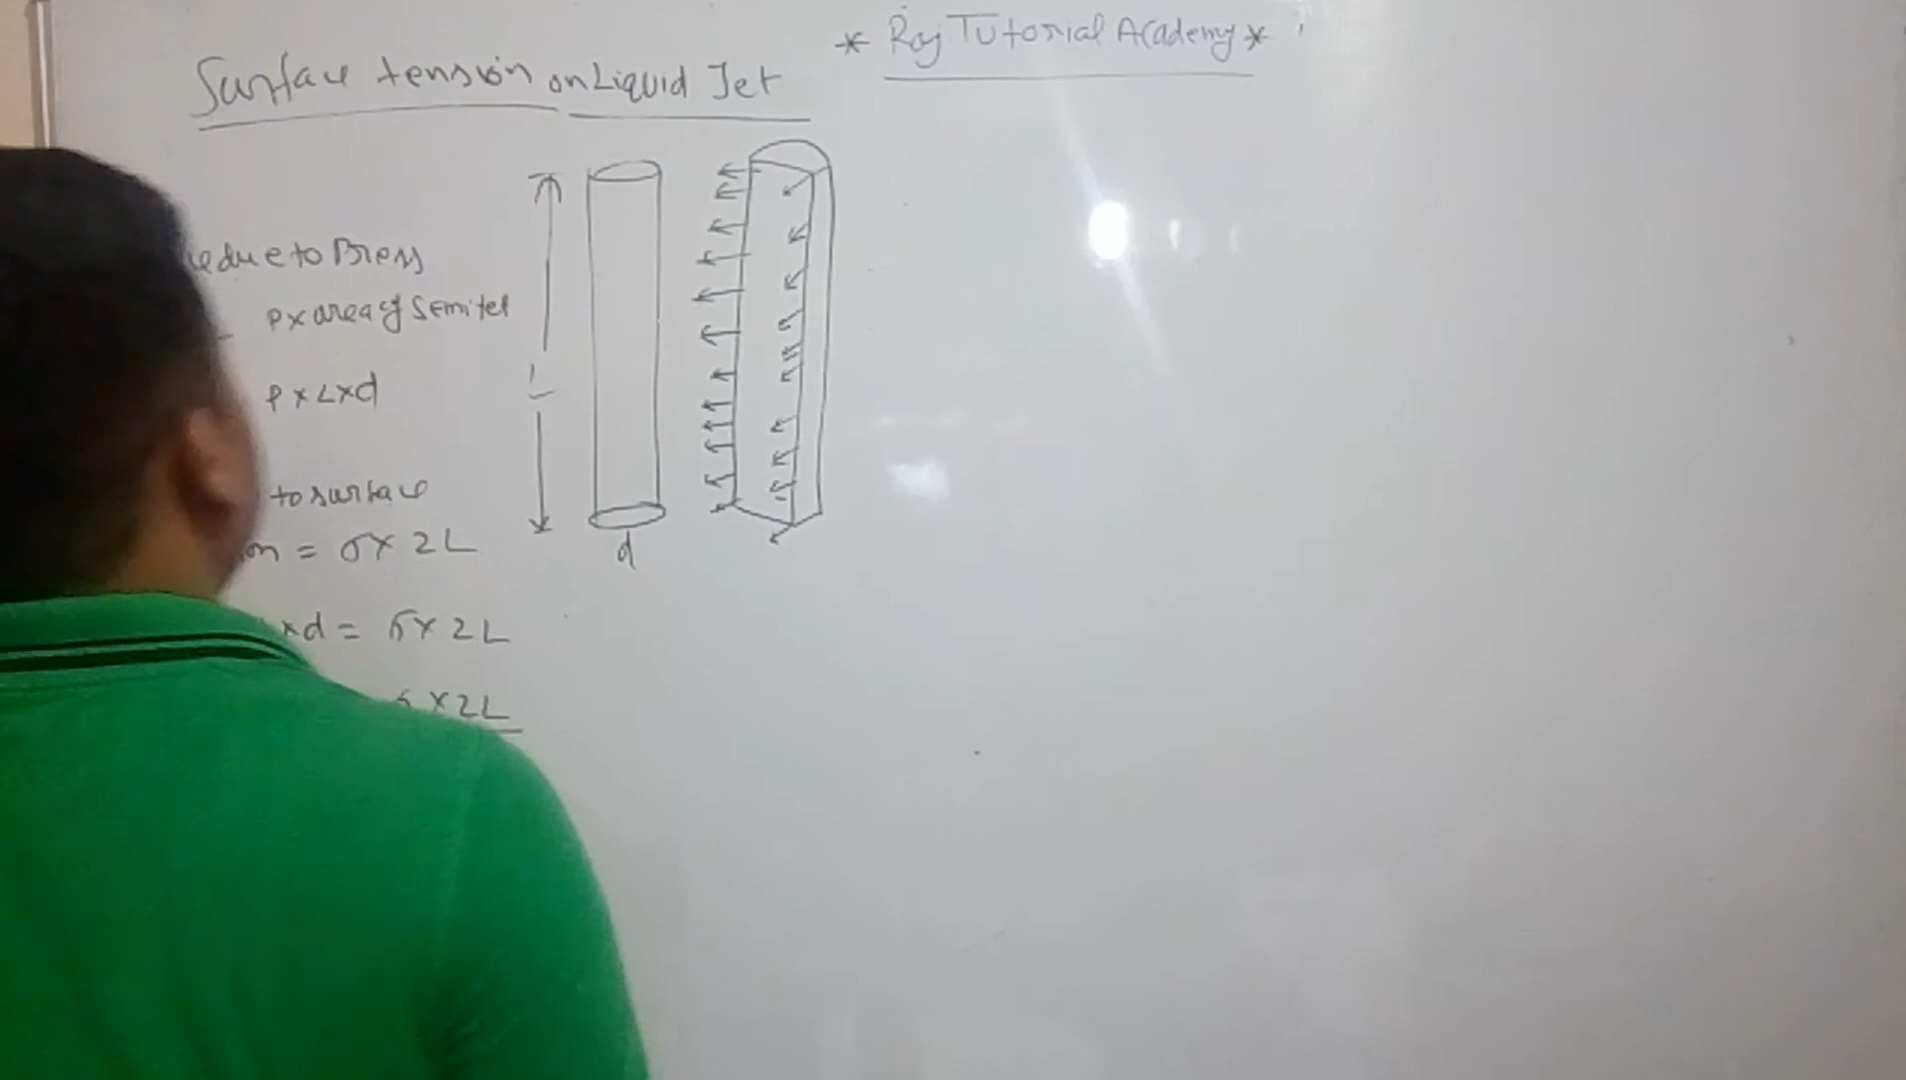 * Raj Tutorial Academy *
Surface tension on Liquid Jet
due to Press
p x area of Semi jet
P x L x d
to surface
= σ x 2L
x d = σ x 2L
σ x 2L
L
d